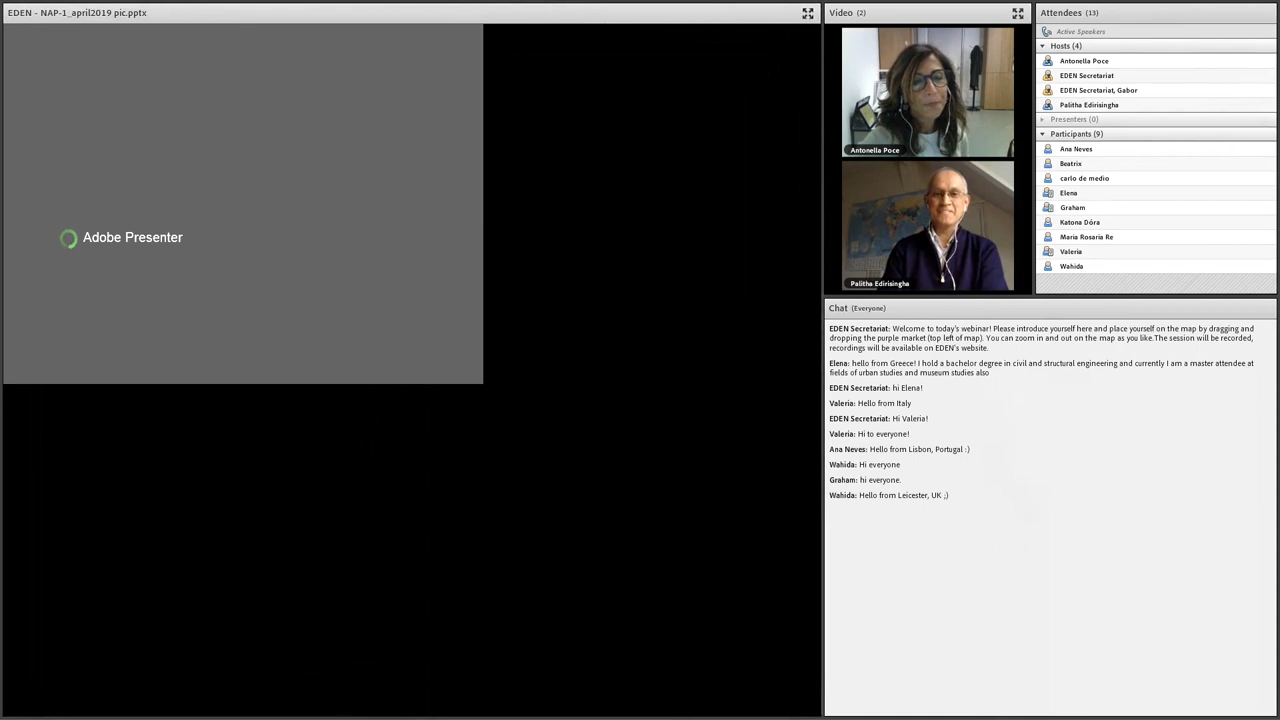 EDEN - NAP-1_april2019 pic.pptx
Adobe Presenter
Video (2)
Antonella Poce
Palitha Edirisingha
Attendees (13)
Active Speakers
Hosts (4)
Antonella Poce
EDEN Secretariat
EDEN Secretariat, Gabor
Palitha Edirisingha
Presenters (0)
Participants (9)
Ana Neves
Beatrix
carlo de medio
Elena
Graham
Katona Dóra
Maria Rosaria Re
Valeria
Wahida
Chat (Everyone)
EDEN Secretariat: Welcome to today's webinar! Please introduce yourself here and place yourself on the map by dragging and
dropping the purple market (top left of map). You can zoom in and out on the map as you like.The session will be recorded,
recordings will be available on EDEN's website.
Elena: hello from Greece! I hold a bachelor degree in civil and structural engineering and currently I am a master attendee at
fields of urban studies and museum studies also
EDEN Secretariat: hi Elena!
Valeria: Hello from Italy
EDEN Secretariat: Hi Valeria!
Valeria: Hi to everyone!
Ana Neves: Hello from Lisbon, Portugal :)
Wahida: Hi everyone
Graham: hi everyone.
Wahida: Hello from Leicester, UK ;)